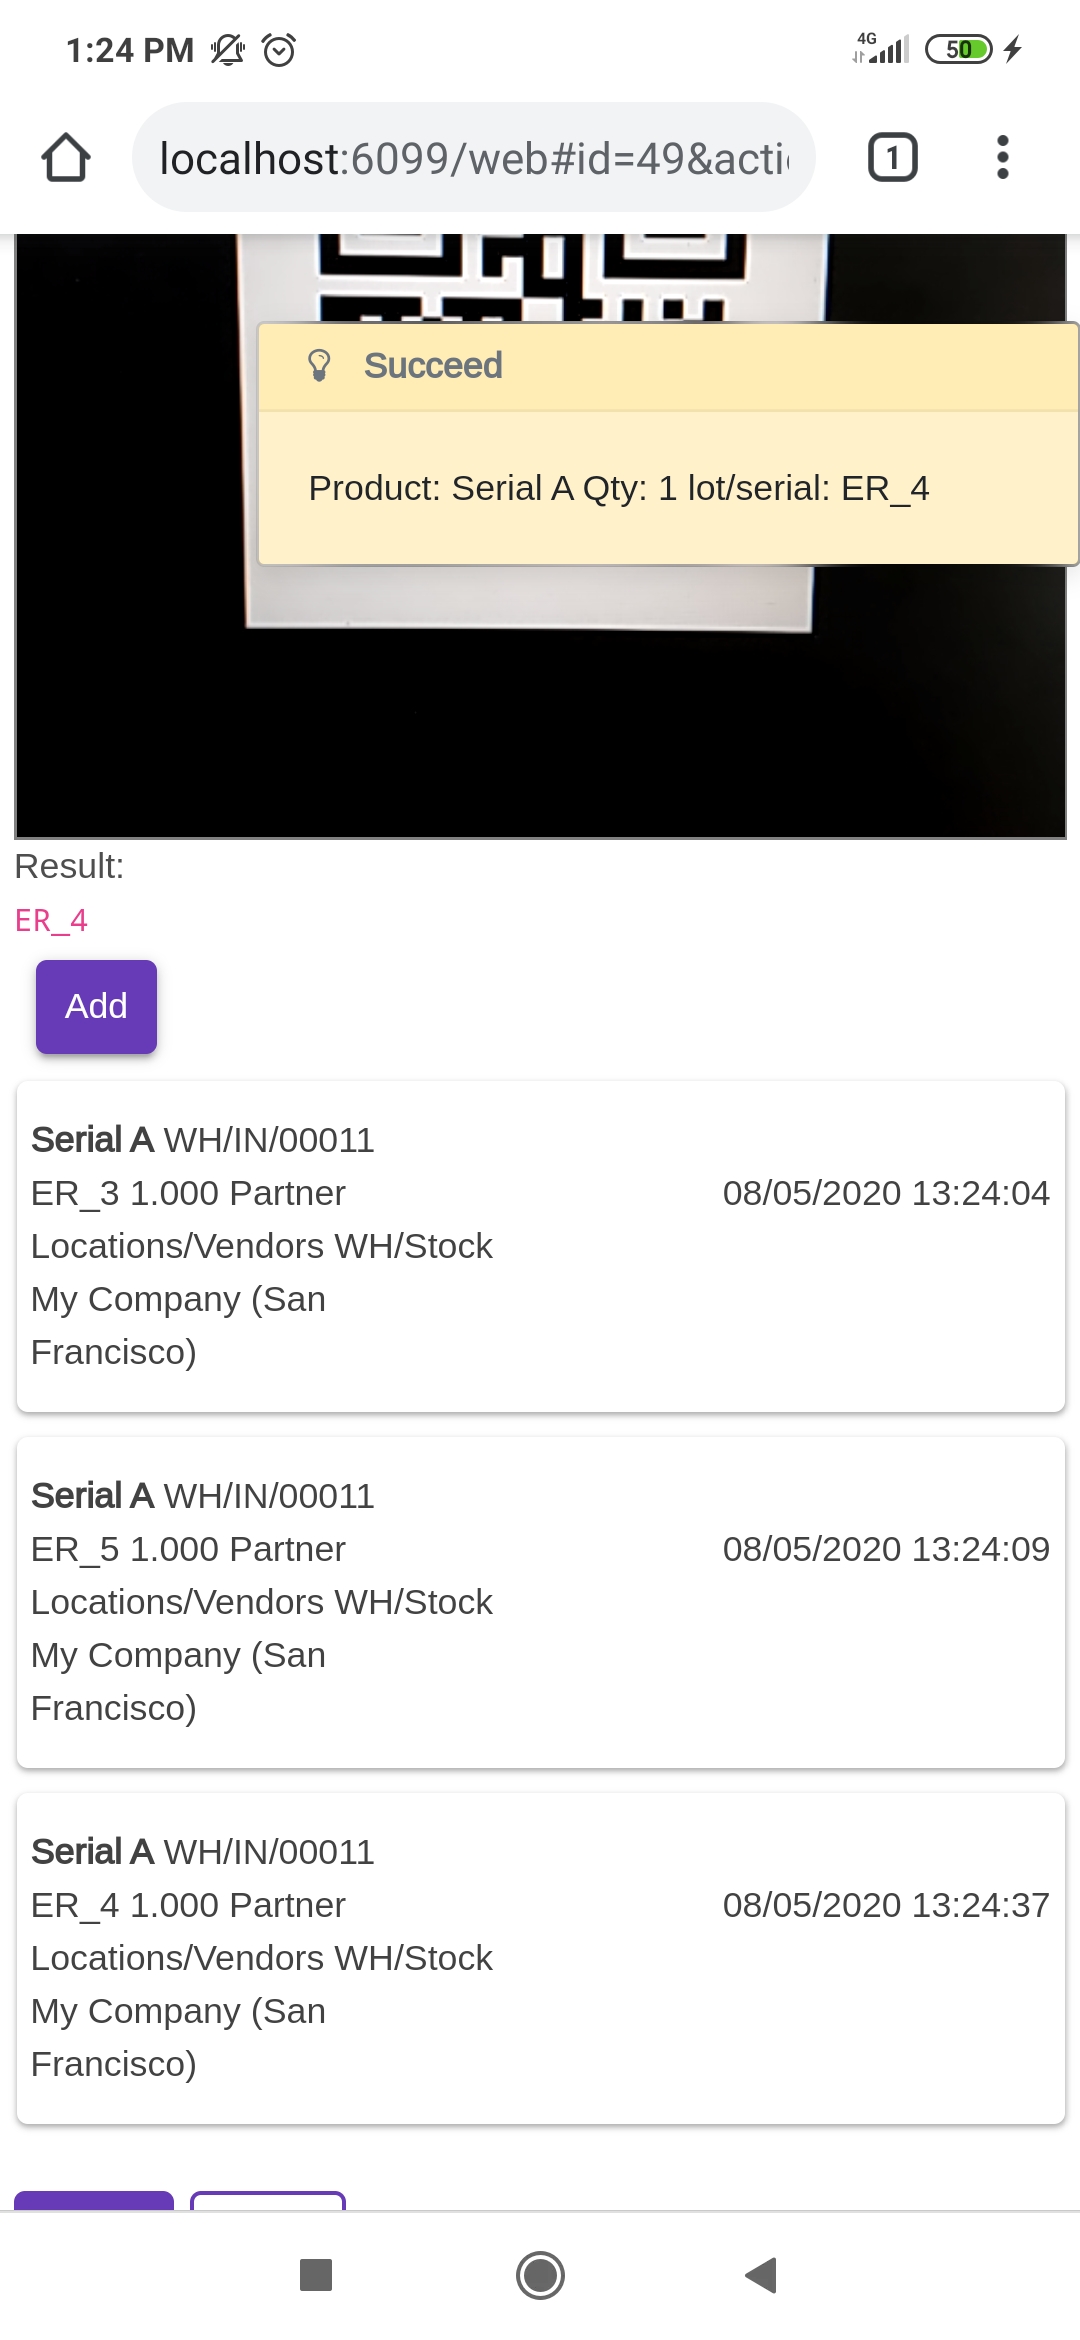 1:24 PM
4G
50
localhost:6099/web#id=49&acti
1
Succeed
Product: Serial A Qty: 1 lot/serial: ER_4
Result:
ER_4
Add
Serial A WH/IN/00011
ER_3 1.000 Partner 08/05/2020 13:24:04
Locations/Vendors WH/Stock
My Company (San
Francisco)
Serial A WH/IN/00011
ER_5 1.000 Partner 08/05/2020 13:24:09
Locations/Vendors WH/Stock
My Company (San
Francisco)
Serial A WH/IN/00011
ER_4 1.000 Partner 08/05/2020 13:24:37
Locations/Vendors WH/Stock
My Company (San
Francisco)